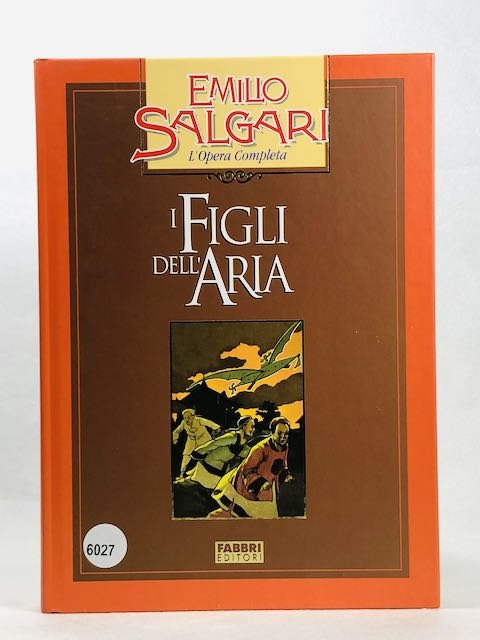 EMILIO
SALGARI
L'Opera Completa
I FIGLI
DELL'ARIA
6027
FABBRI
EDITORI